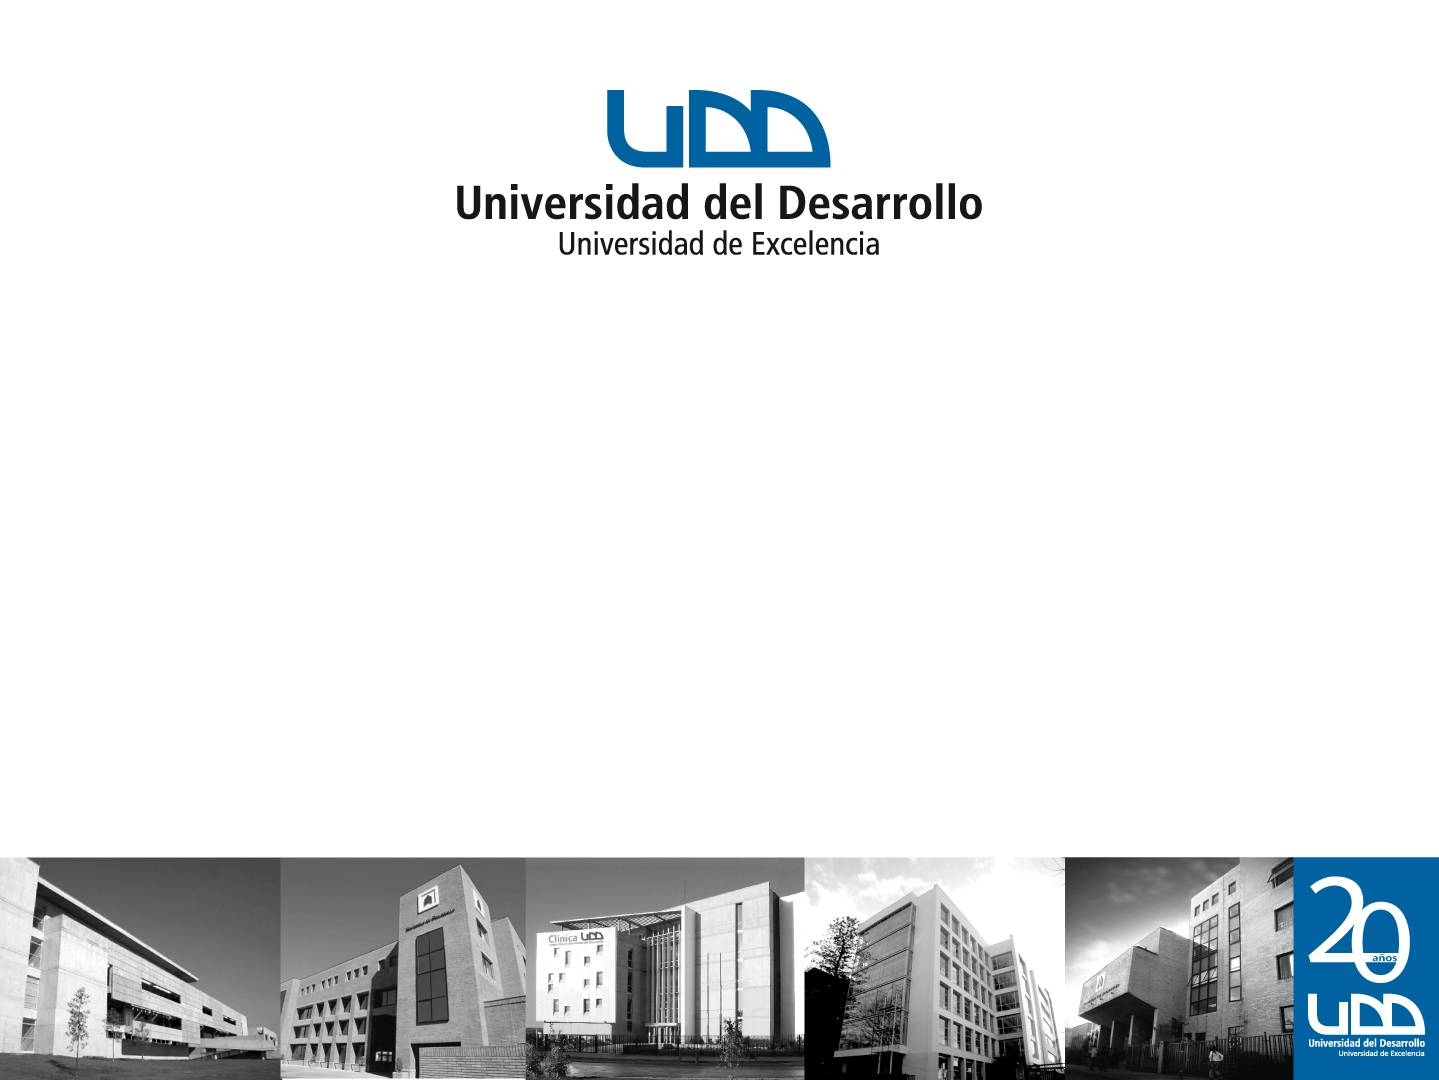 UDD
Universidad del Desarrollo
Universidad de Excelencia
Clínica UDD
20
años
UDD
Universidad del Desarrollo
Universidad de Excelencia